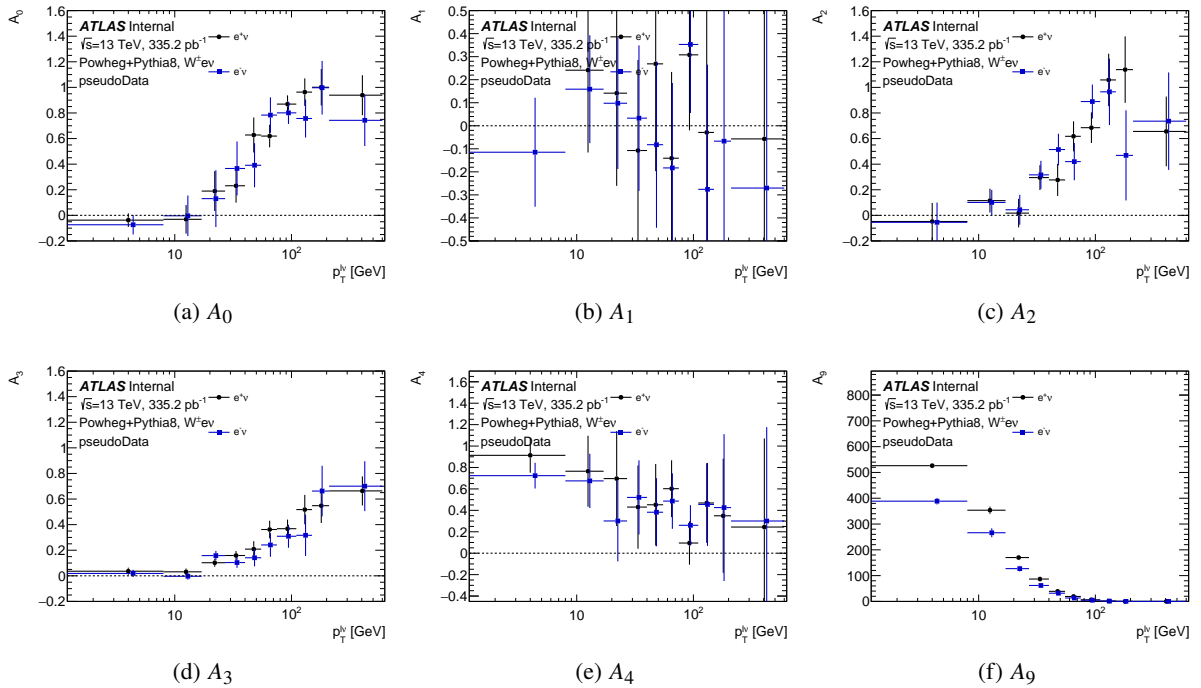 A₀
1.6
1.4
1.2
1
0.8
0.6
0.4
0.2
0
−0.2
ATLAS Internal
√s=13 TeV, 335.2 pb⁻¹
Powheg+Pythia8, W±eν
pseudoData
e⁺ν
e⁻ν
10
10²
p_T^lν [GeV]
(a) A₀
A₁
0.5
0.4
0.3
0.2
0.1
0
−0.1
−0.2
−0.3
−0.4
−0.5
ATLAS Internal
√s=13 TeV, 335.2 pb⁻¹
Powheg+Pythia8, W±eν
pseudoData
e⁺ν
e⁻ν
10
10²
p_T^lν [GeV]
(b) A₁
A₂
1.6
1.4
1.2
1
0.8
0.6
0.4
0.2
0
−0.2
ATLAS Internal
√s=13 TeV, 335.2 pb⁻¹
Powheg+Pythia8, W±eν
pseudoData
e⁺ν
e⁻ν
10
10²
p_T^lν [GeV]
(c) A₂
A₃
1.6
1.4
1.2
1
0.8
0.6
0.4
0.2
0
−0.2
ATLAS Internal
√s=13 TeV, 335.2 pb⁻¹
Powheg+Pythia8, W±eν
pseudoData
e⁺ν
e⁻ν
10
10²
p_T^lν [GeV]
(d) A₃
A₄
1.6
1.4
1.2
1
0.8
0.6
0.4
0.2
0
−0.2
−0.4
ATLAS Internal
√s=13 TeV, 335.2 pb⁻¹
Powheg+Pythia8, W±eν
pseudoData
e⁺ν
e⁻ν
10
10²
p_T^lν [GeV]
(e) A₄
A₉
800
700
600
500
400
300
200
100
0
ATLAS Internal
√s=13 TeV, 335.2 pb⁻¹
Powheg+Pythia8, W±eν
pseudoData
e⁺ν
e⁻ν
10
10²
p_T^lν [GeV]
(f) A₉